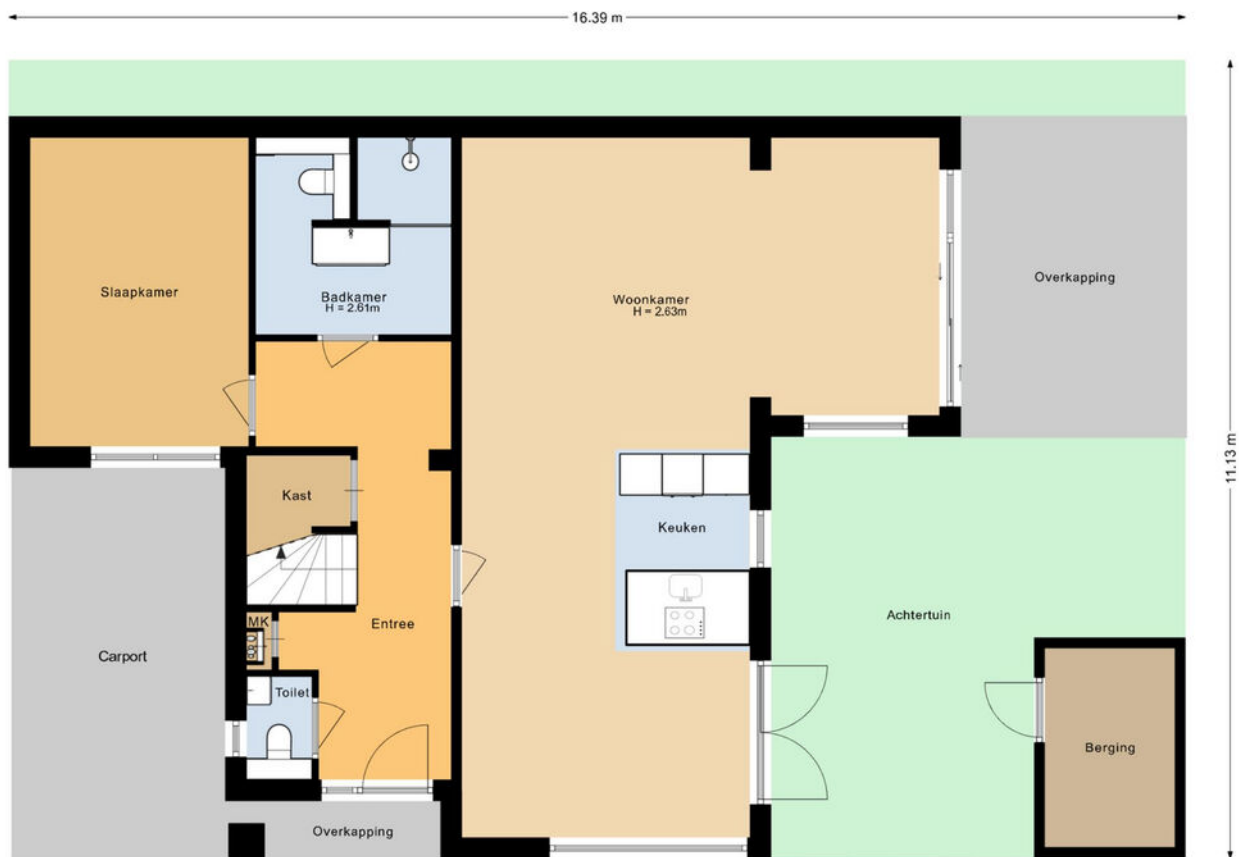 16.39 m
Slaapkamer
Badkamer
H = 2.61m
Woonkamer
H = 2.63m
Overkapping
11.13 m
Kast
Keuken
MK
Entree
Achtertuin
Carport
Toilet
Berging
Overkapping